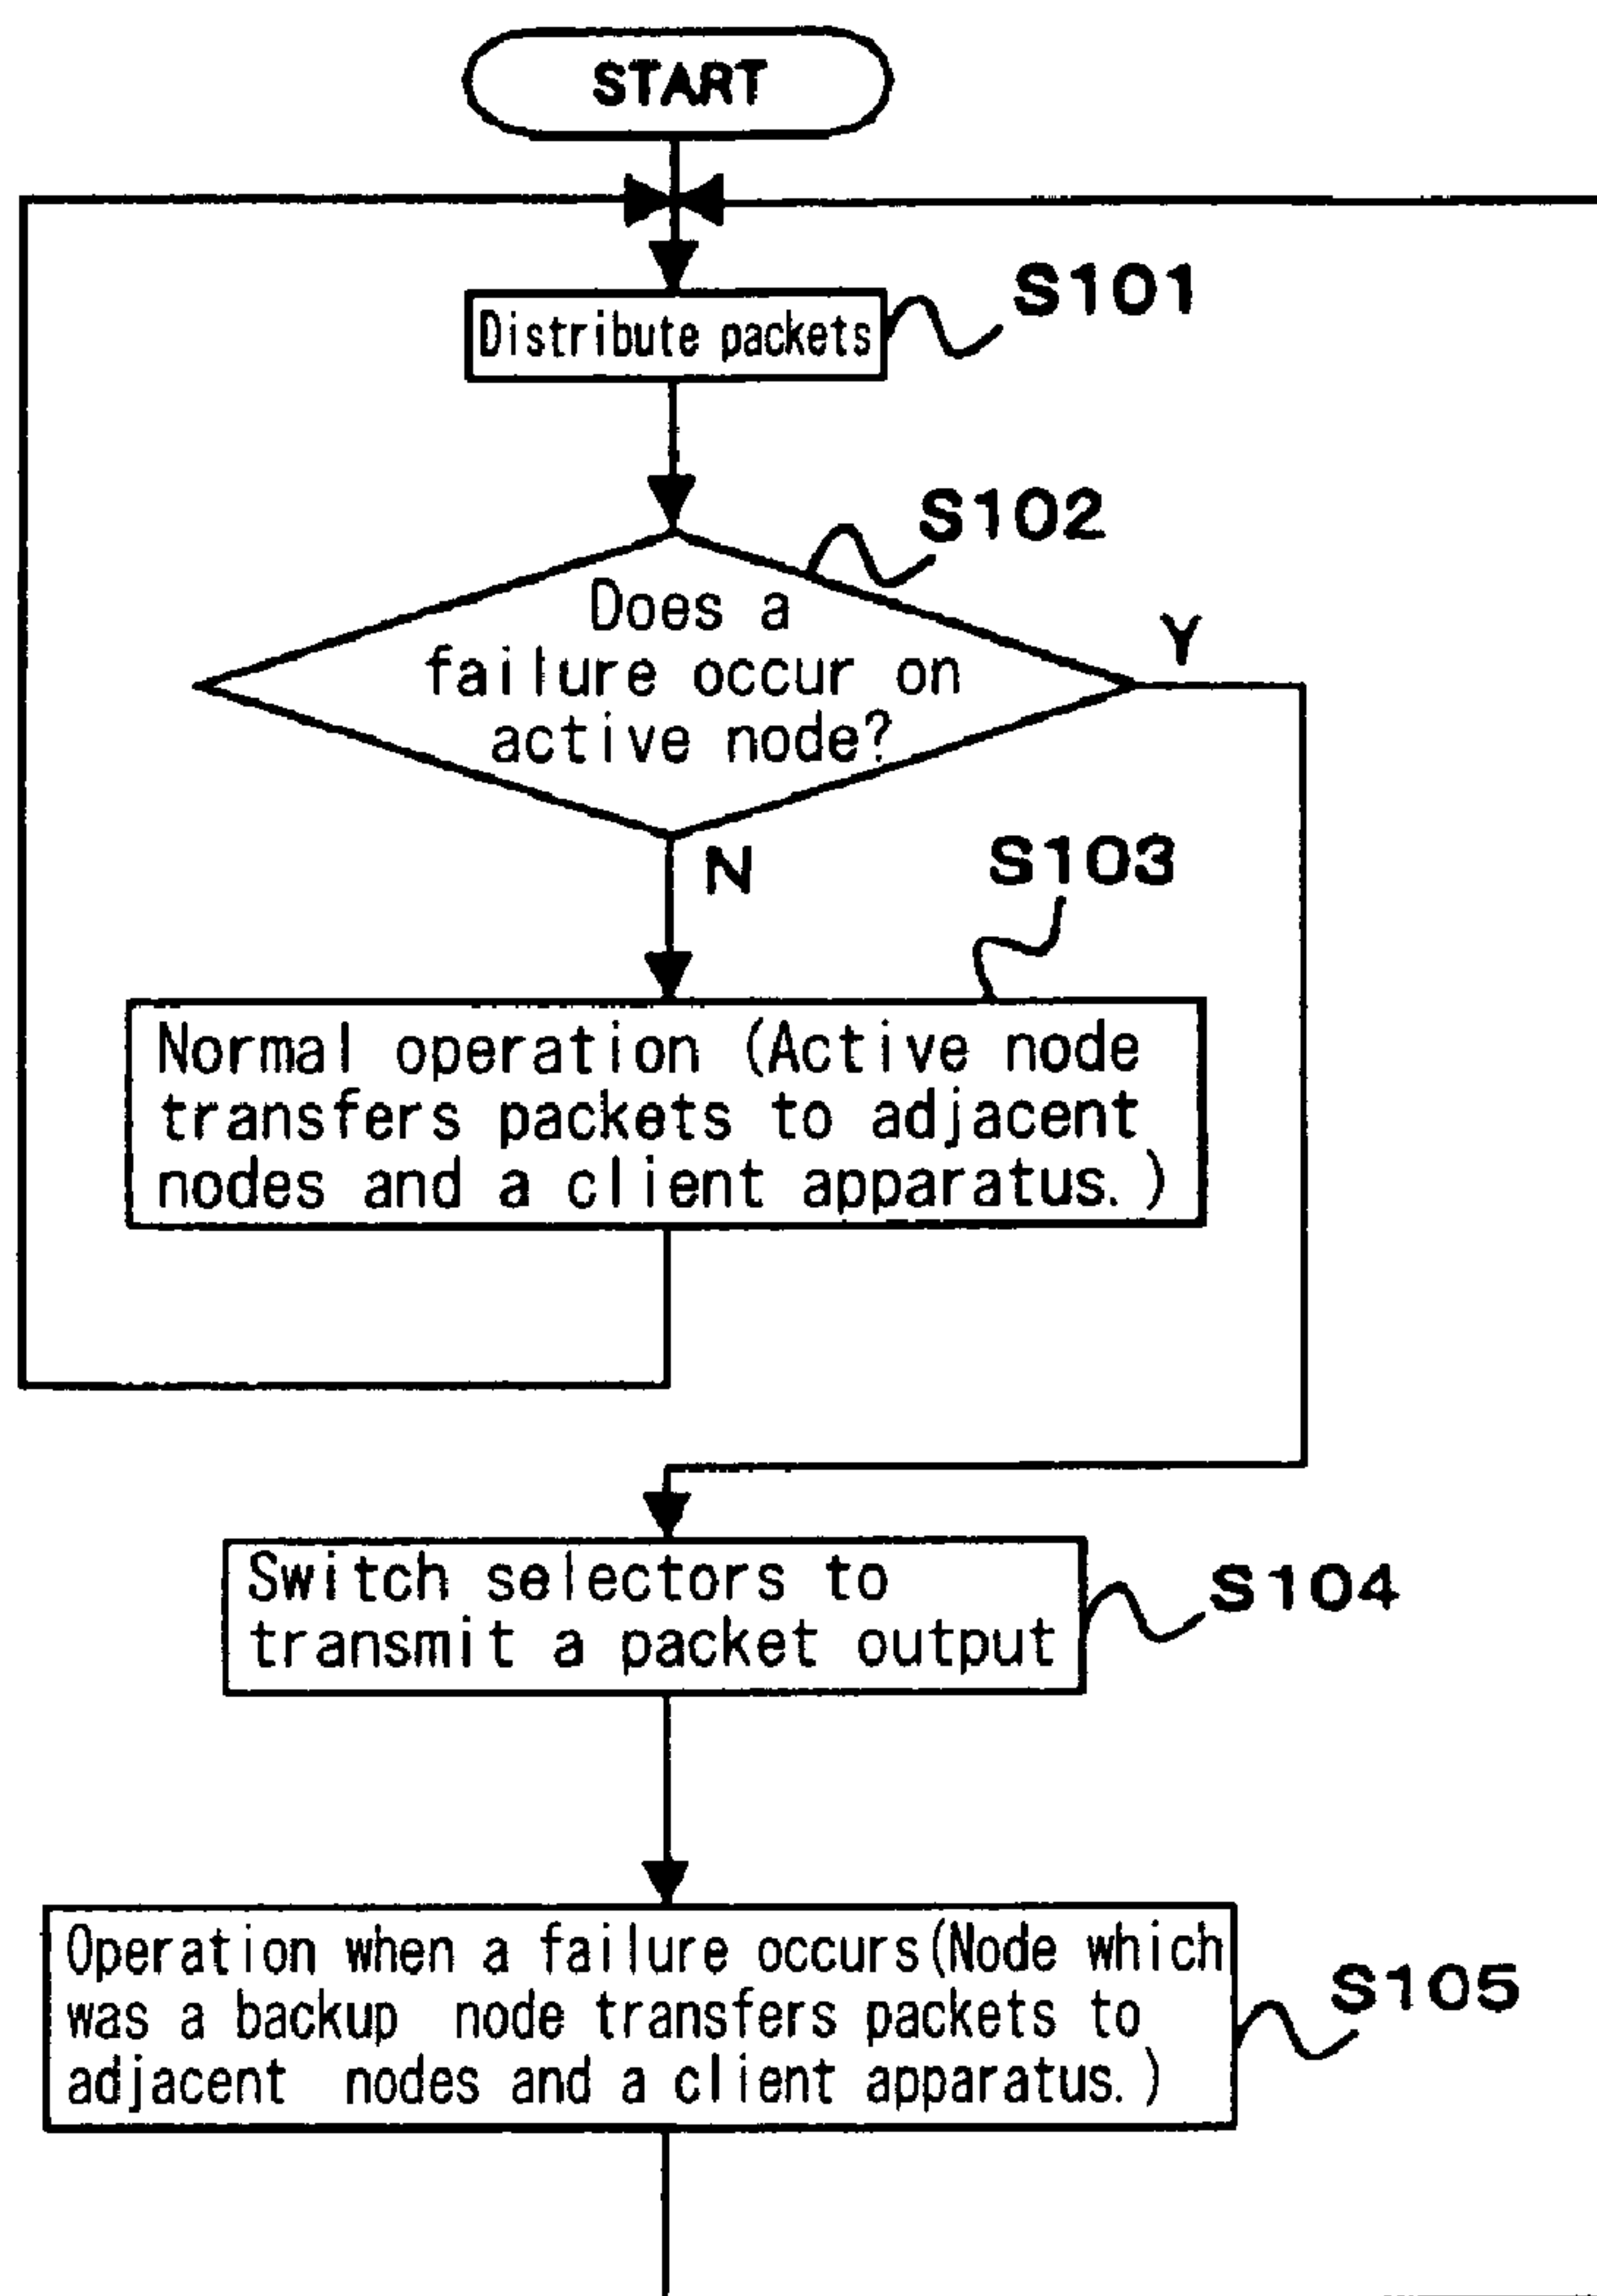 START
S101
Distribute packets
S102
Does a
failure occur on
active node?
Y
N
S103
Normal operation (Active node
transfers packets to adjacent
nodes and a client apparatus.)
Switch selectors to
transmit a packet output
S104
Operation when a failure occurs(Node which
was a backup node transfers packets to
adjacent nodes and a client apparatus.)
S105